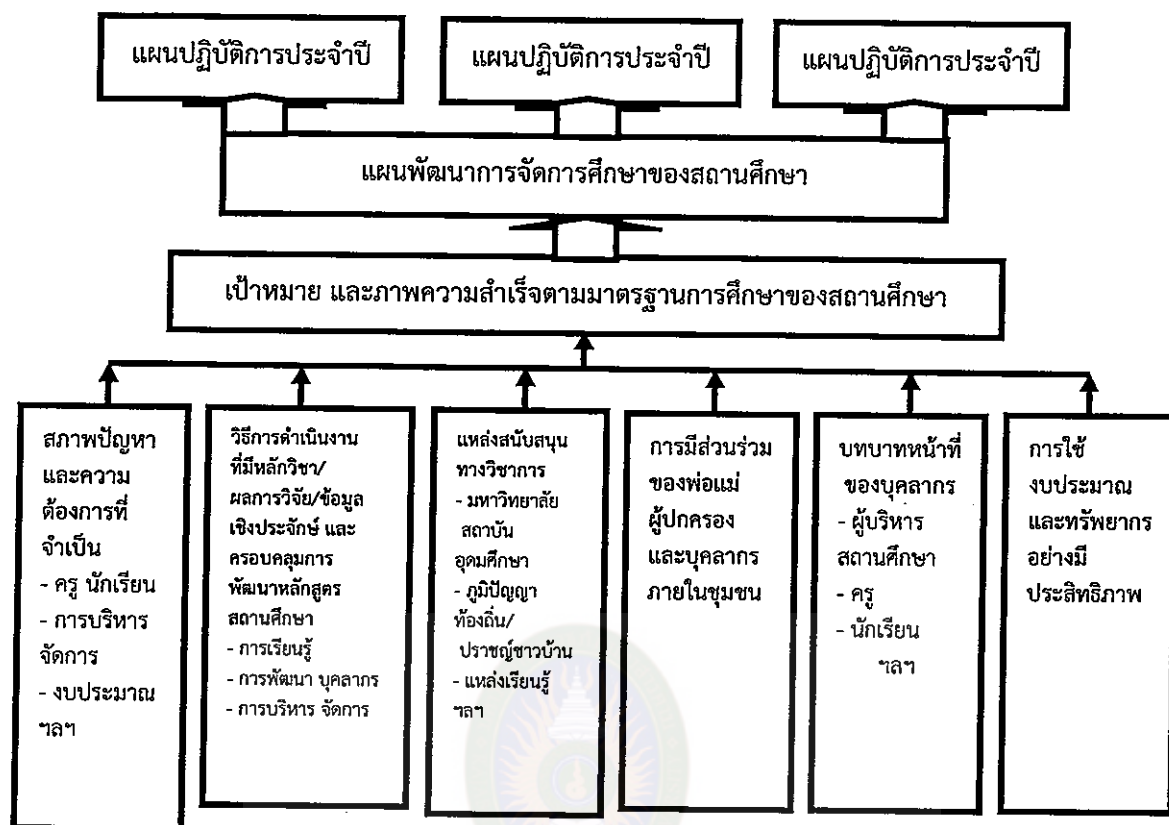 แผนปฏิบัติการประจำปี
แผนปฏิบัติการประจำปี
แผนปฏิบัติการประจำปี
แผนพัฒนาการจัดการศึกษาของสถานศึกษา
เป้าหมาย และภาพความสำเร็จตามมาตรฐานการศึกษาของสถานศึกษา
สภาพปัญหา
และความ
ต้องการที่
จำเป็น
- ครู นักเรียน
- การบริหาร
จัดการ
- งบประมาณ
ฯลฯ
วิธีการดำเนินงาน
ที่มีหลักวิชา/
ผลการวิจัย/ข้อมูล
เชิงประจักษ์ และ
ครอบคลุมการ
พัฒนาหลักสูตร
สถานศึกษา
- การเรียนรู้
- การพัฒนา บุคลากร
- การบริหาร จัดการ
แหล่งสนับสนุน
ทางวิชาการ
- มหาวิทยาลัย
สถาบัน
อุดมศึกษา
- ภูมิปัญญา
ท้องถิ่น/
ปราชญ์ชาวบ้าน
- แหล่งเรียนรู้
ฯลฯ
การมีส่วนร่วม
ของพ่อแม่
ผู้ปกครอง
และบุคลากร
ภายในชุมชน
บทบาทหน้าที่
ของบุคลากร
- ผู้บริหาร
สถานศึกษา
- ครู
- นักเรียน
ฯลฯ
การใช้
งบประมาณ
และทรัพยากร
อย่างมี
ประสิทธิภาพ